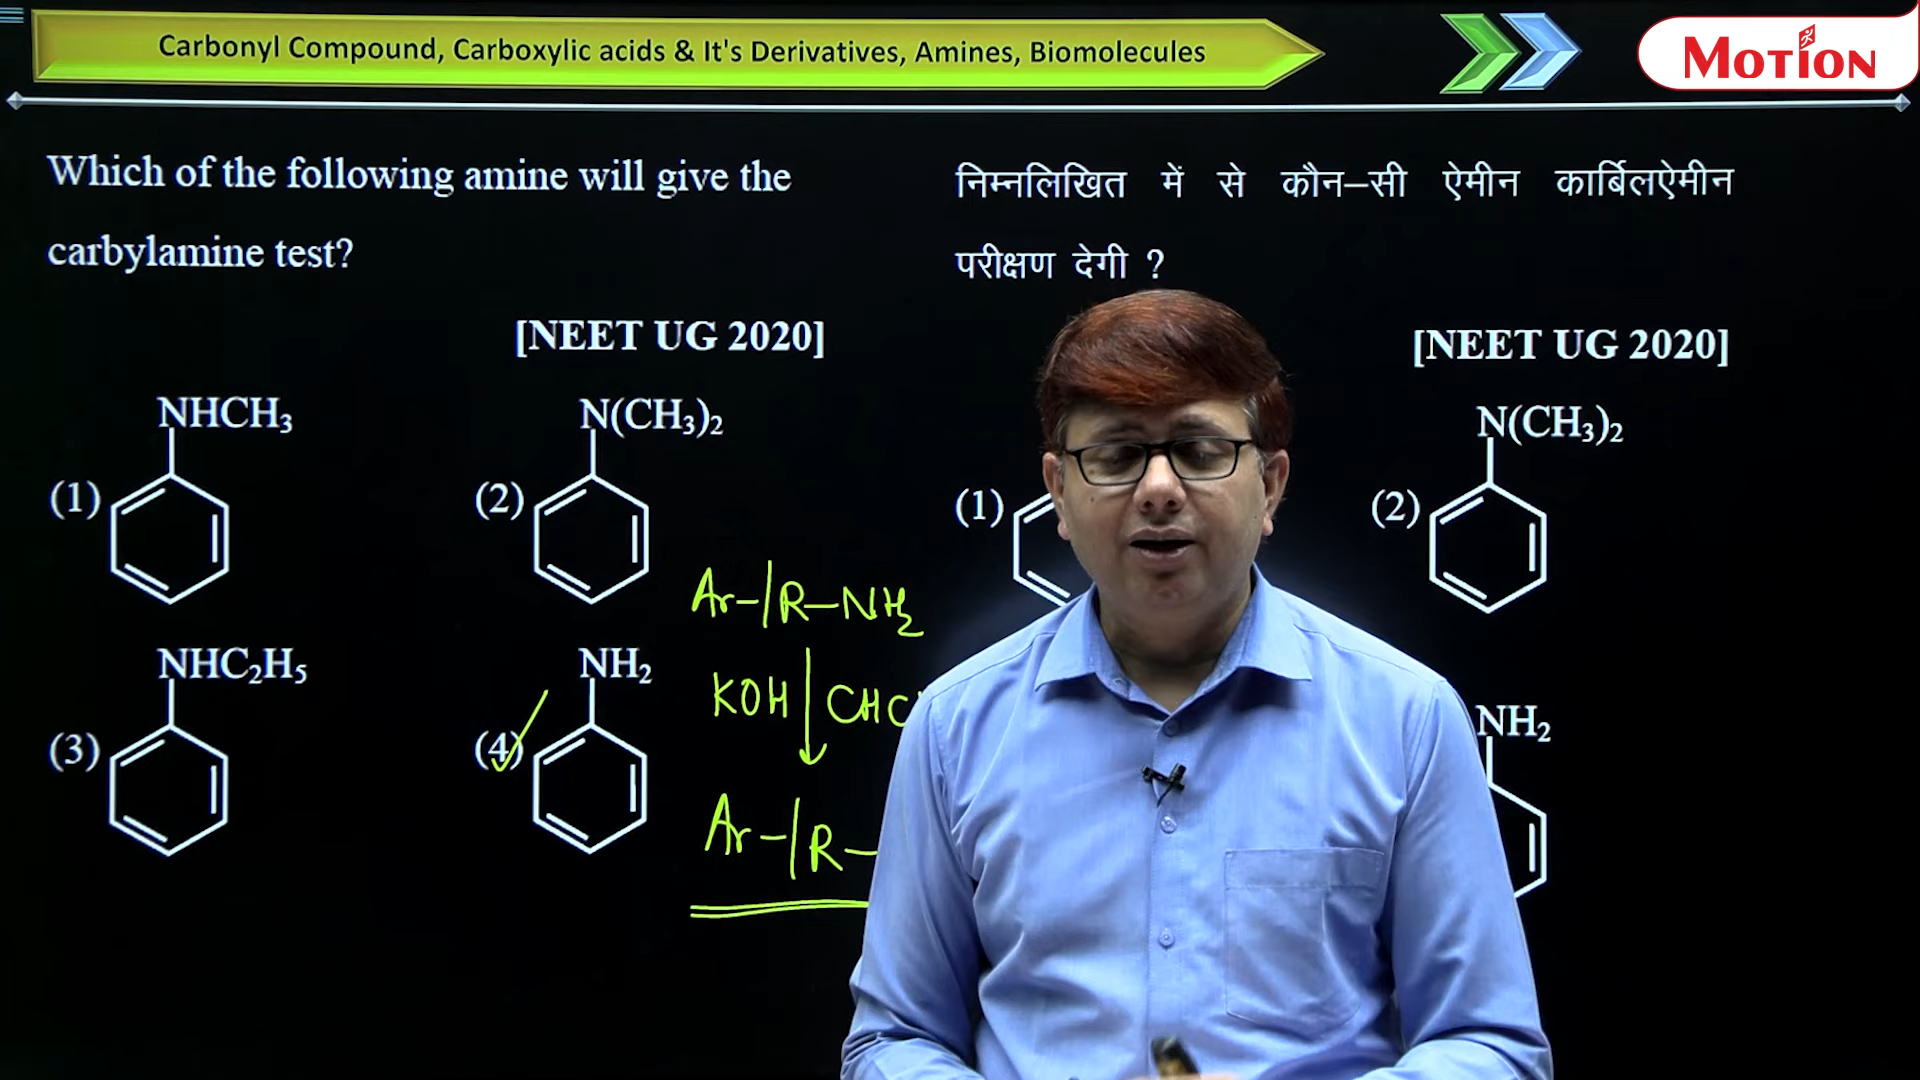 Carbonyl Compound, Carboxylic acids & It's Derivatives, Amines, Biomolecules
MOTION
Which of the following amine will give the
carbylamine test?
[NEET UG 2020]
NHCH₃
(1)
N(CH₃)₂
(2)
NHC₂H₅
(3)
NH₂
(4)
Ar-/R-NH₂
KOH
CHC
Ar-/R-
निम्नलिखित में से कौन–सी ऐमीन कार्बिलऐमीन
परीक्षण देगी ?
[NEET UG 2020]
(1)
N(CH₃)₂
(2)
NH₂